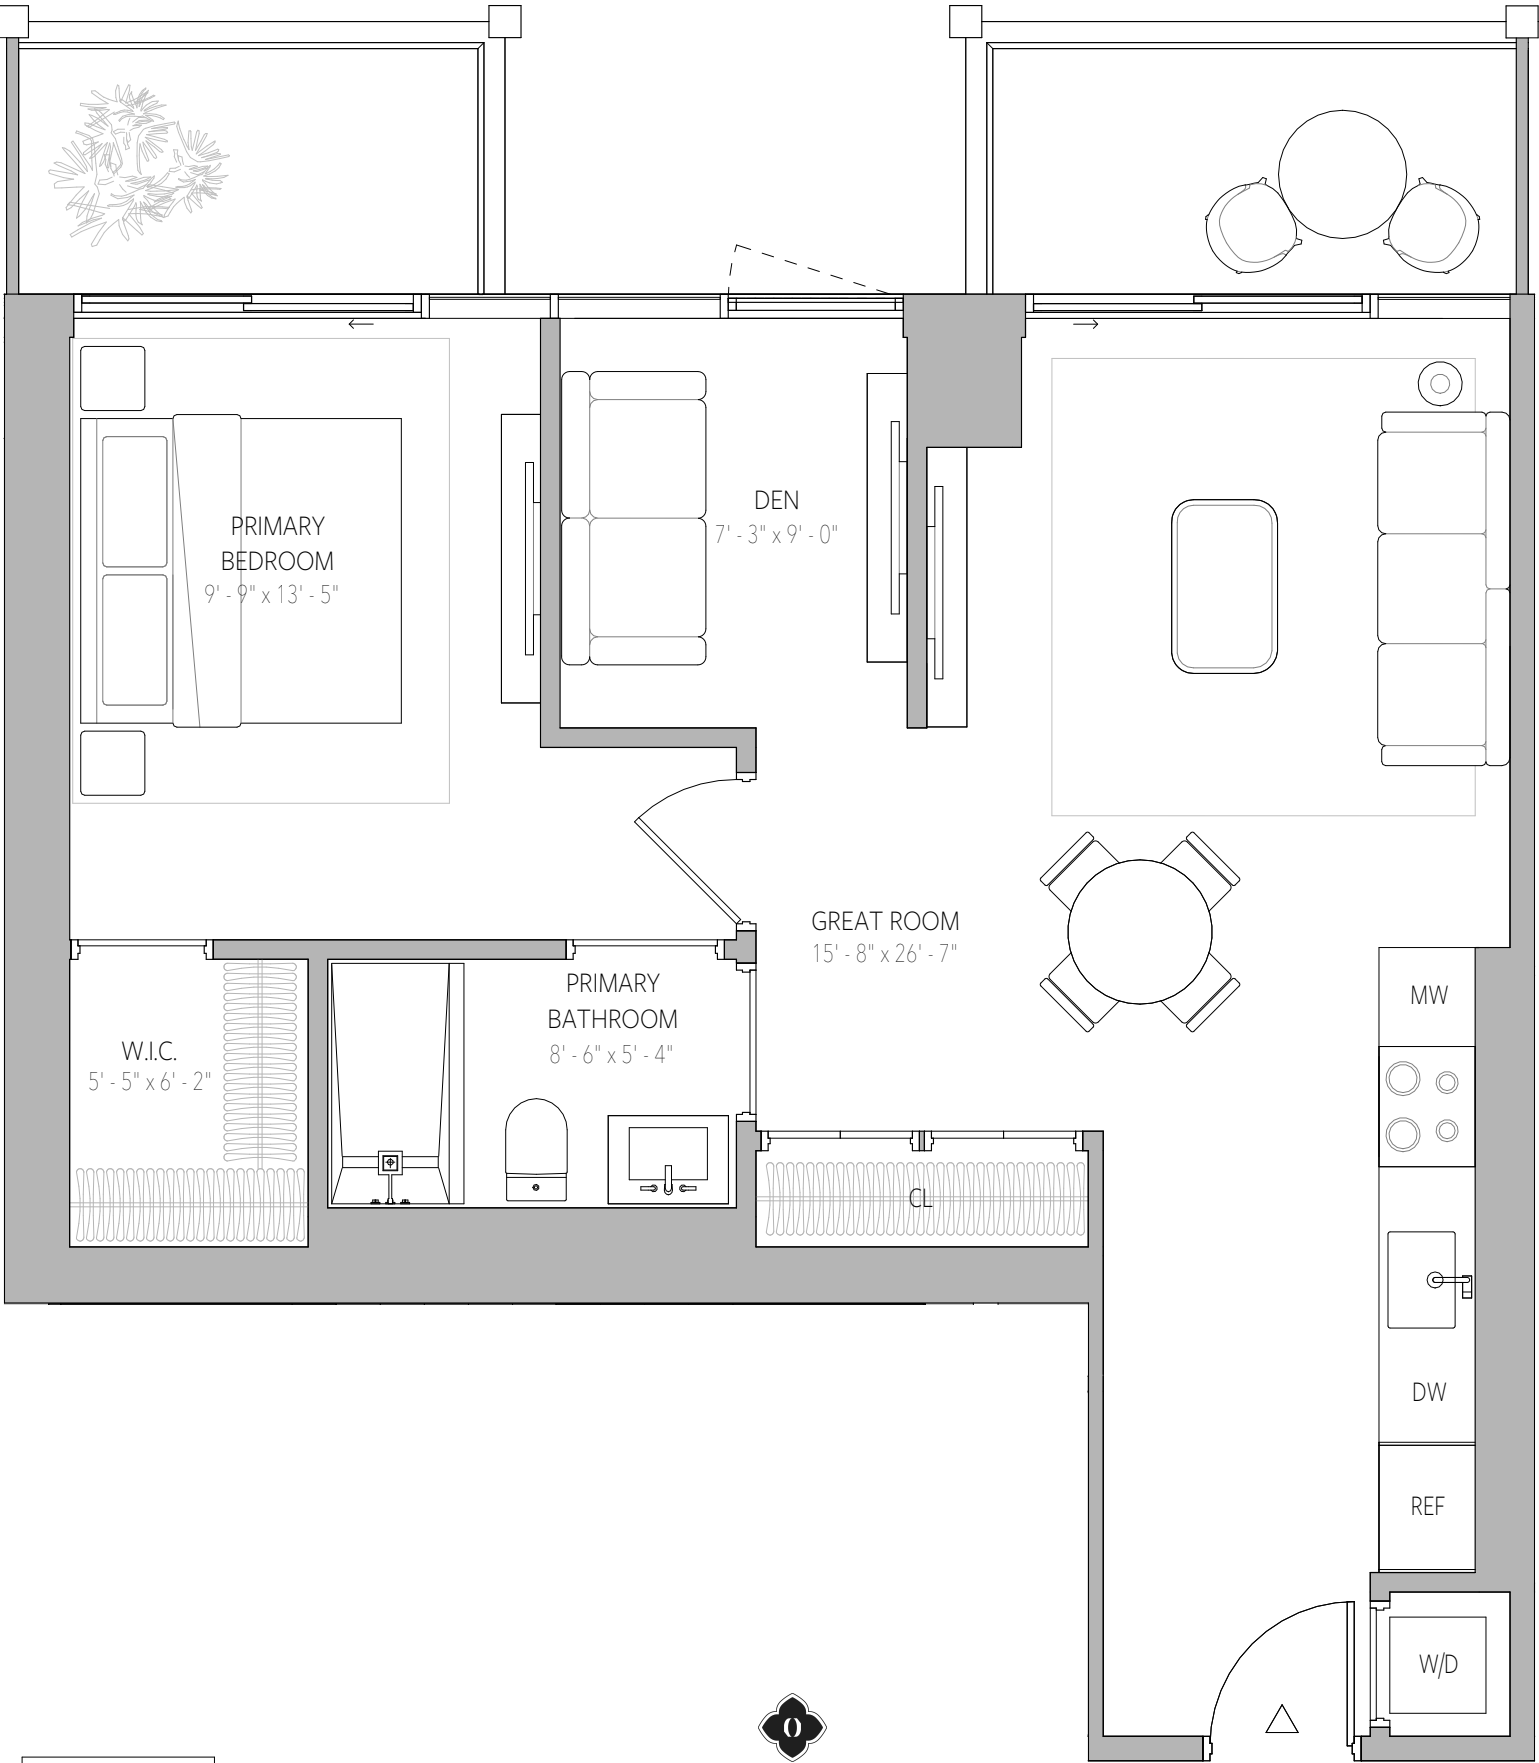 DEN
7' - 3" x 9' - 0"
PRIMARY
BEDROOM
9' - 9" x 13' - 5"
GREAT ROOM
15' - 8" x 26' - 7"
PRIMARY
BATHROOM
8' - 6" x 5' - 4"
MW
W.I.C.
5' - 5" x 6' - 2"
CL
DW
REF
W/D
O